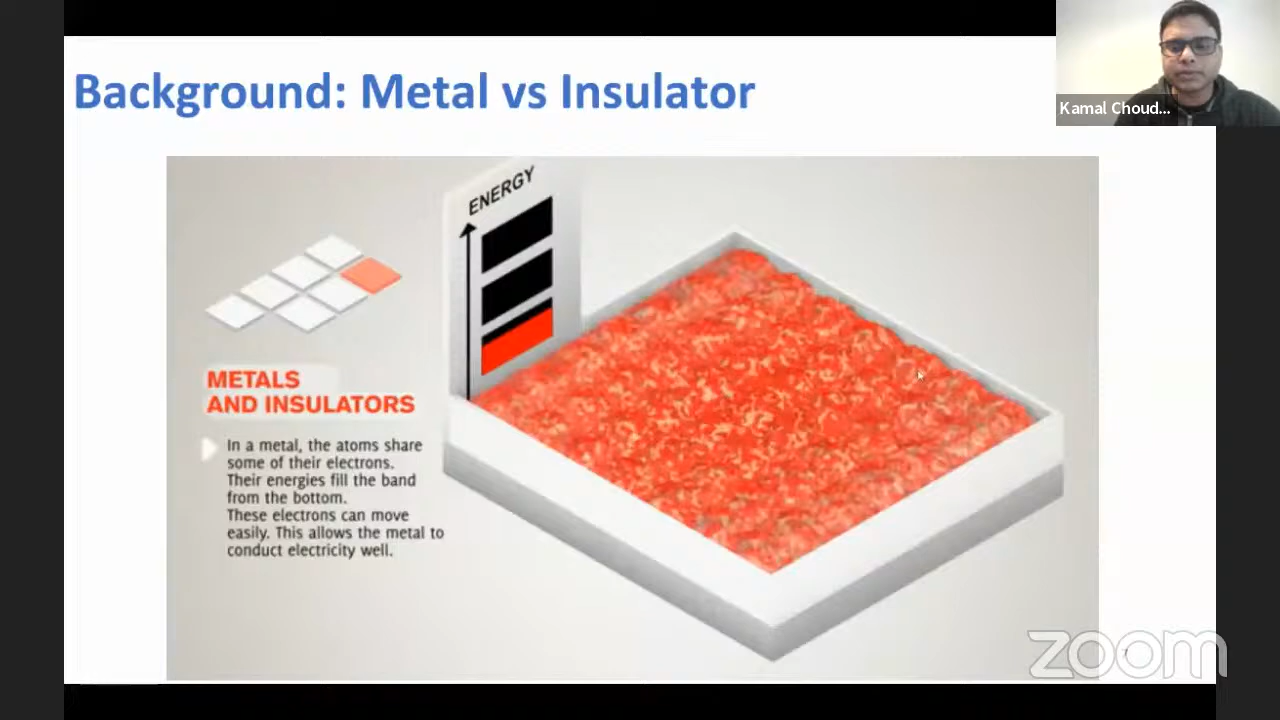 Background: Metal vs Insulator
Kamal Choud...
ENERGY
METALS
AND INSULATORS
In a metal, the atoms share
some of their electrons.
Their energies fill the band
from the bottom.
These electrons can move
easily. This allows the metal to
conduct electricity well.
zoom
7